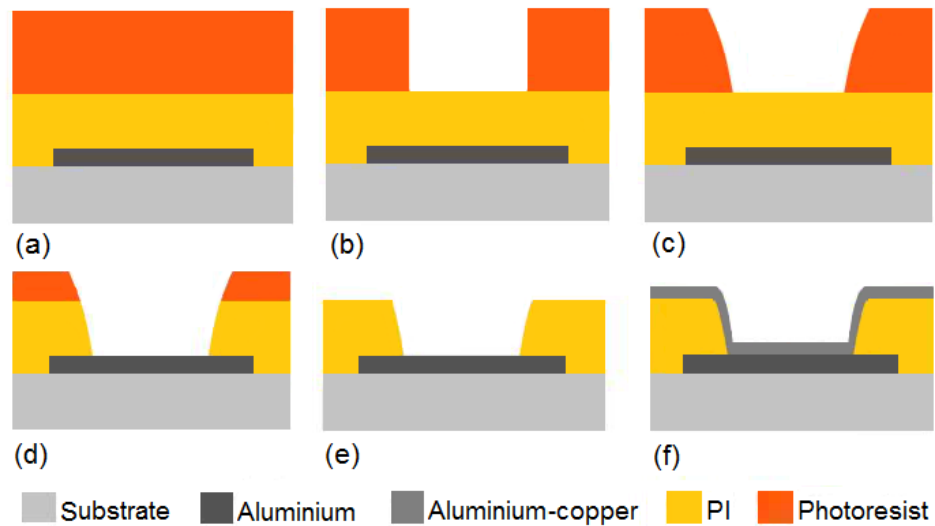 (a)
(b)
(c)
(d)
(e)
(f)
Substrate
Aluminium
Aluminium-copper
PI
Photoresist